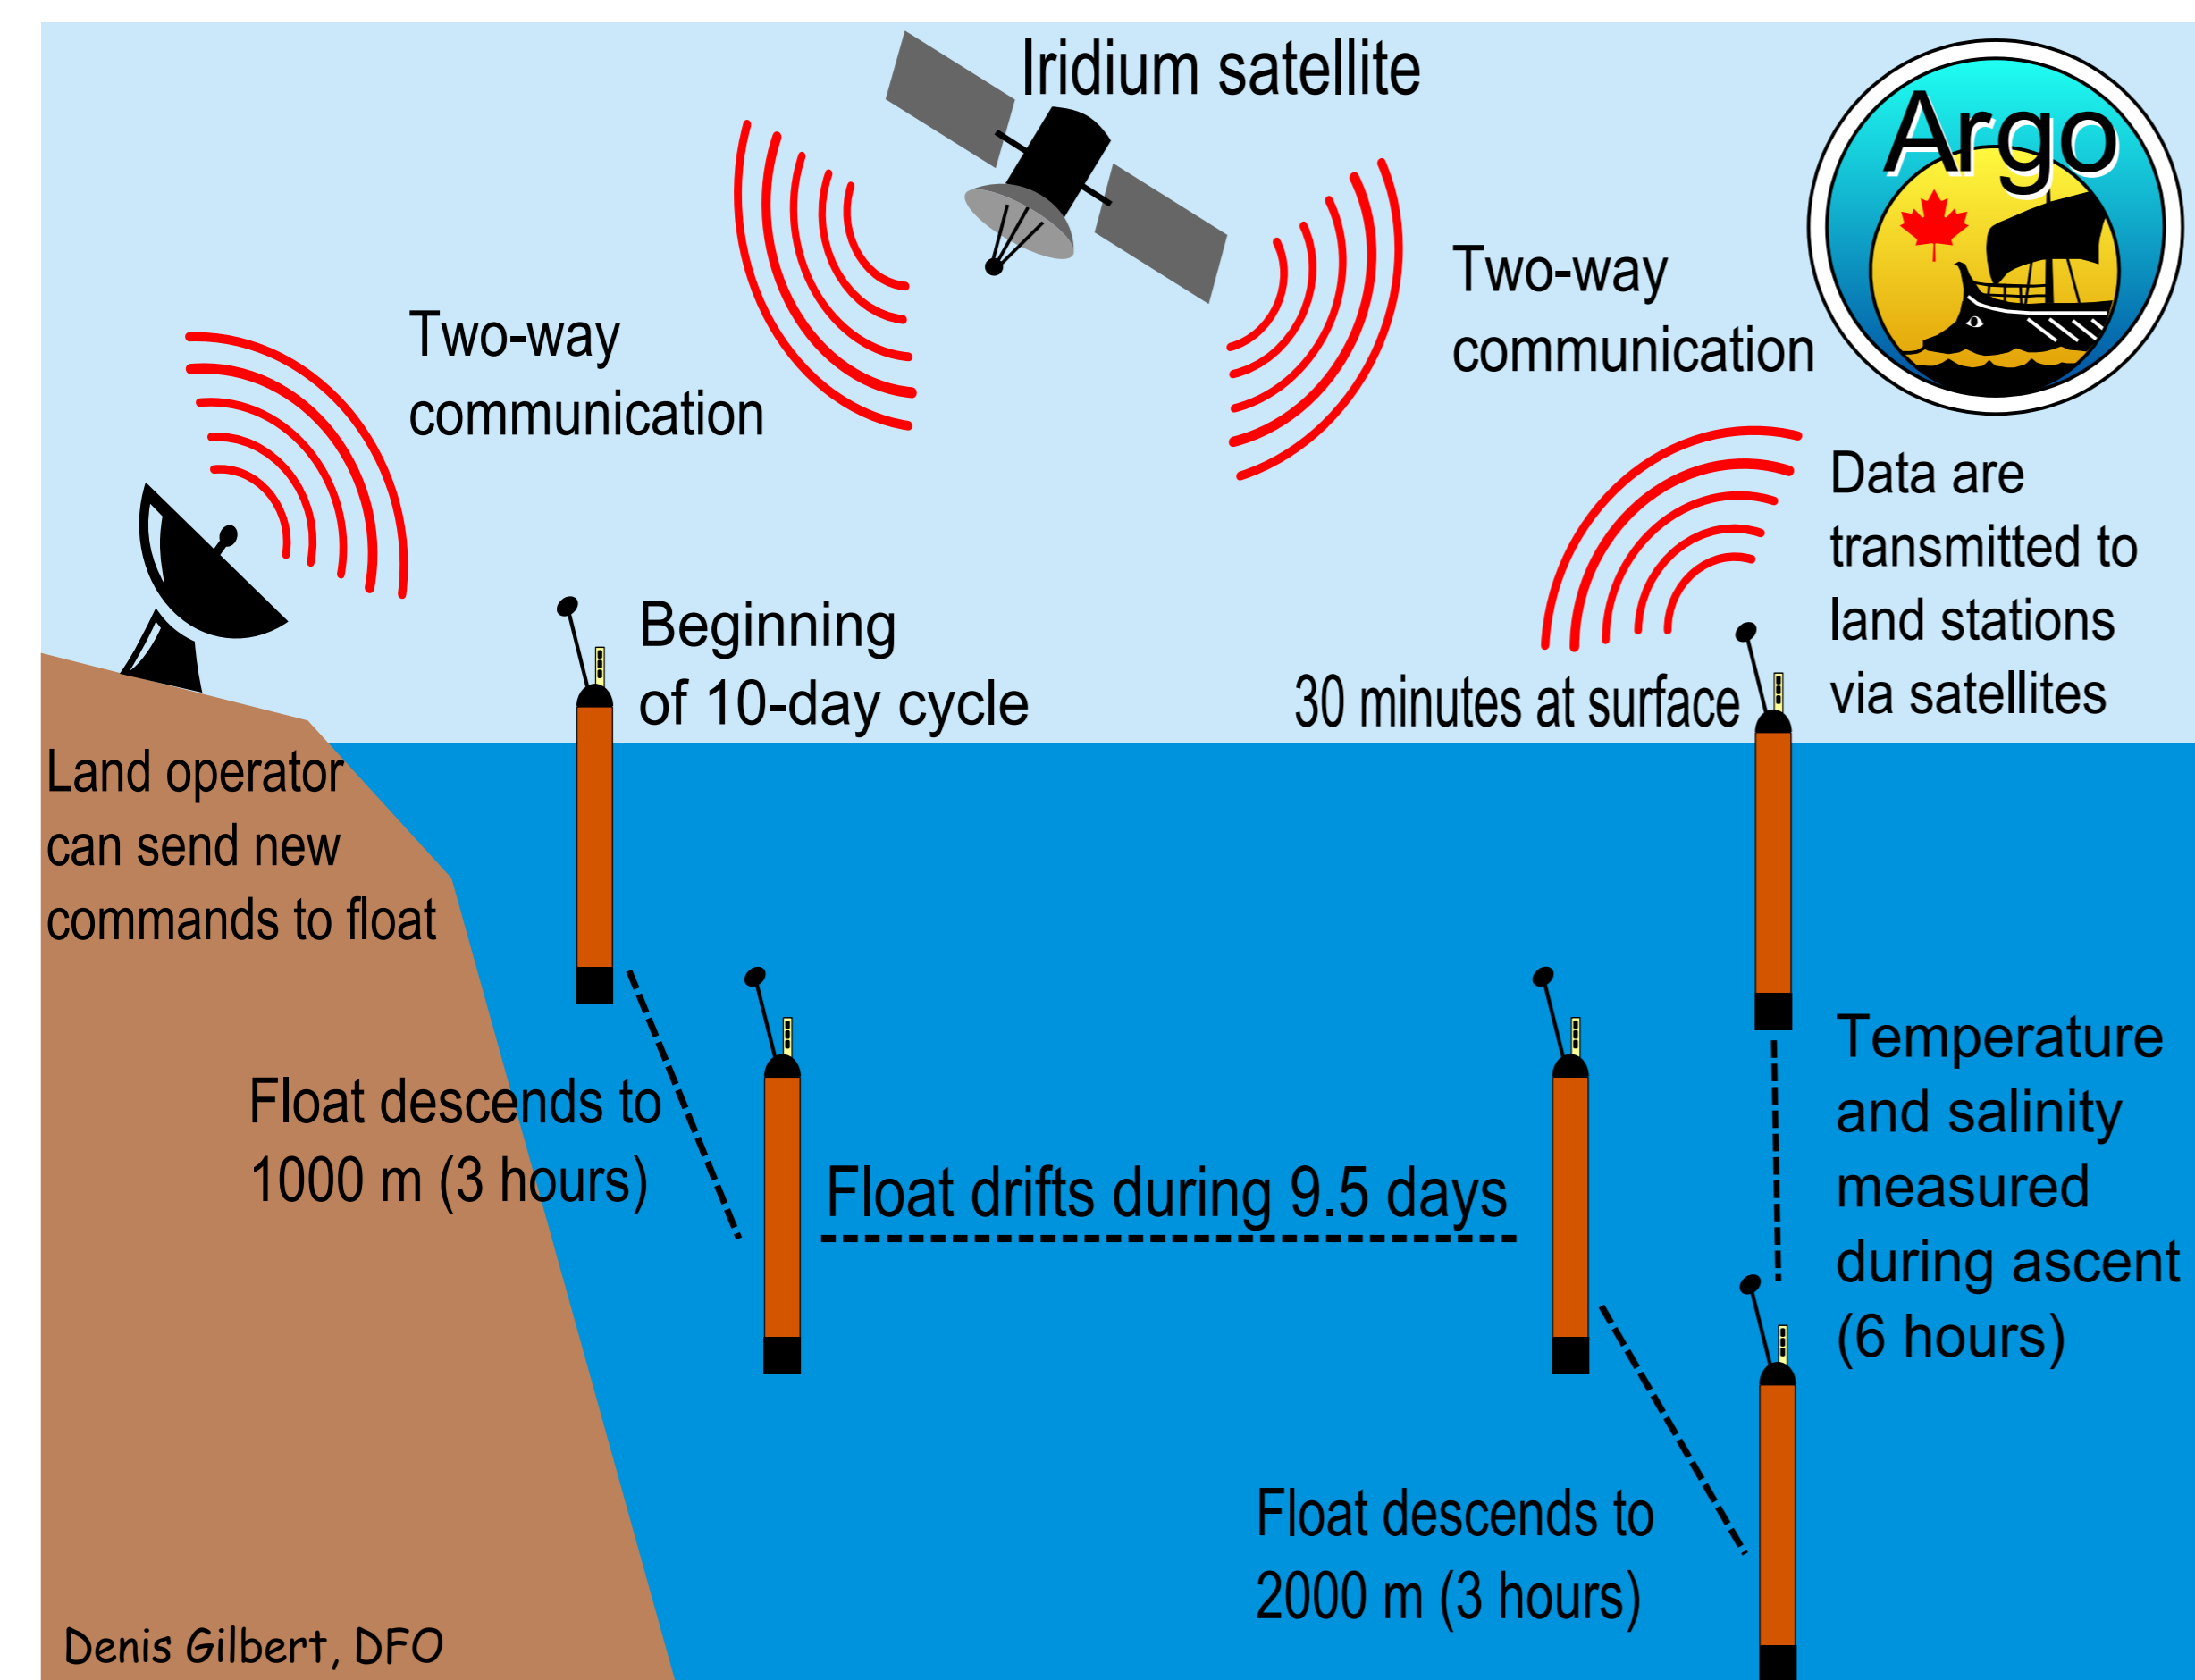 Iridium satellite
Argo
Two-way
communication
Two-way
communication
Data are
transmitted to
land stations
via satellites
Beginning
of 10-day cycle
30 minutes at surface
Land operator
can send new
commands to float
Float descends to
1000 m (3 hours)
Float drifts during 9.5 days
Temperature
and salinity
measured
during ascent
(6 hours)
Float descends to
2000 m (3 hours)
Denis Gilbert, DFO